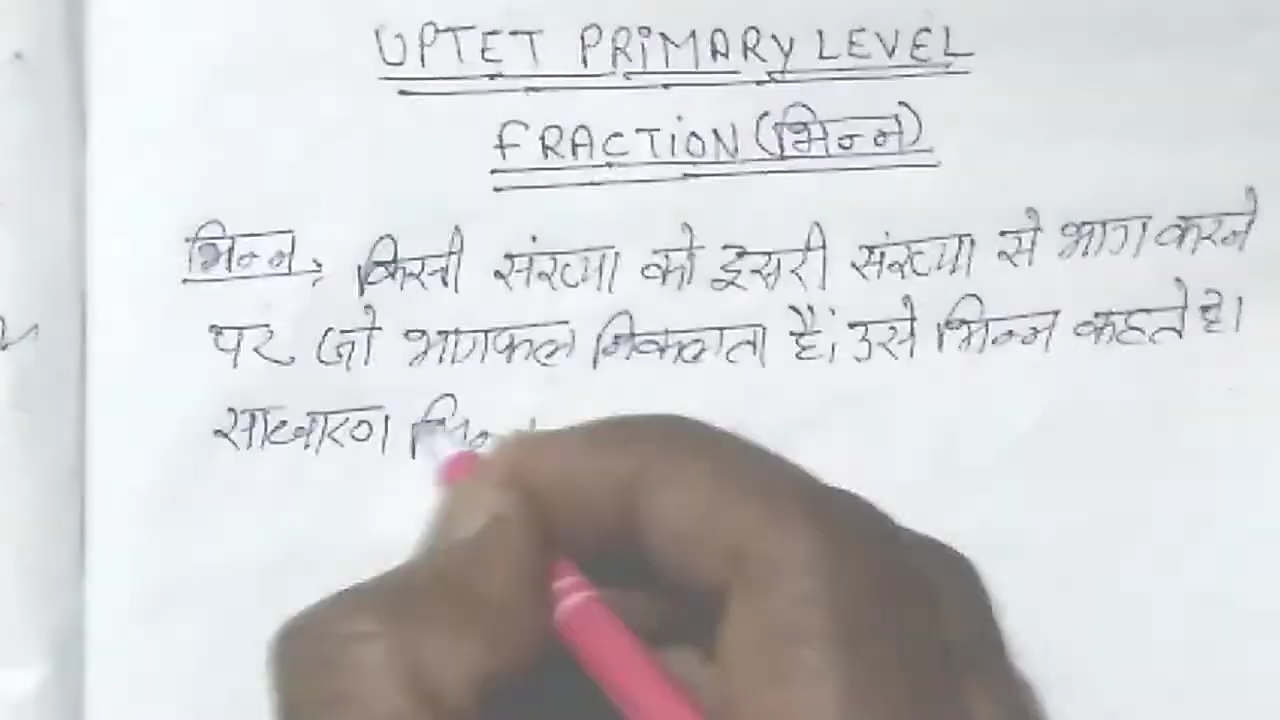 UPTET PRIMARY LEVEL
FRACTION (भिन्न)
भिन्न, किसी संख्या को दूसरी संख्या से भाग करने
पर जो भागफल निकलता हैं। उसे भिन्न कहते है।
साधारण